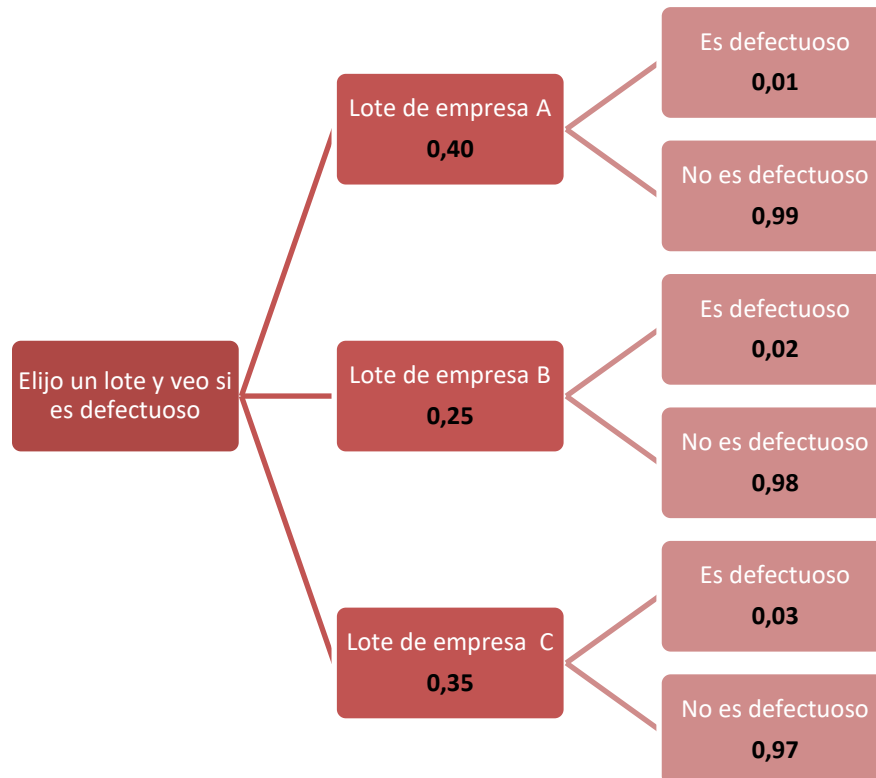 Elijo un lote y veo si
es defectuoso
Lote de empresa A
0,40
Es defectuoso
0,01
No es defectuoso
0,99
Lote de empresa B
0,25
Es defectuoso
0,02
No es defectuoso
0,98
Lote de empresa C
0,35
Es defectuoso
0,03
No es defectuoso
0,97